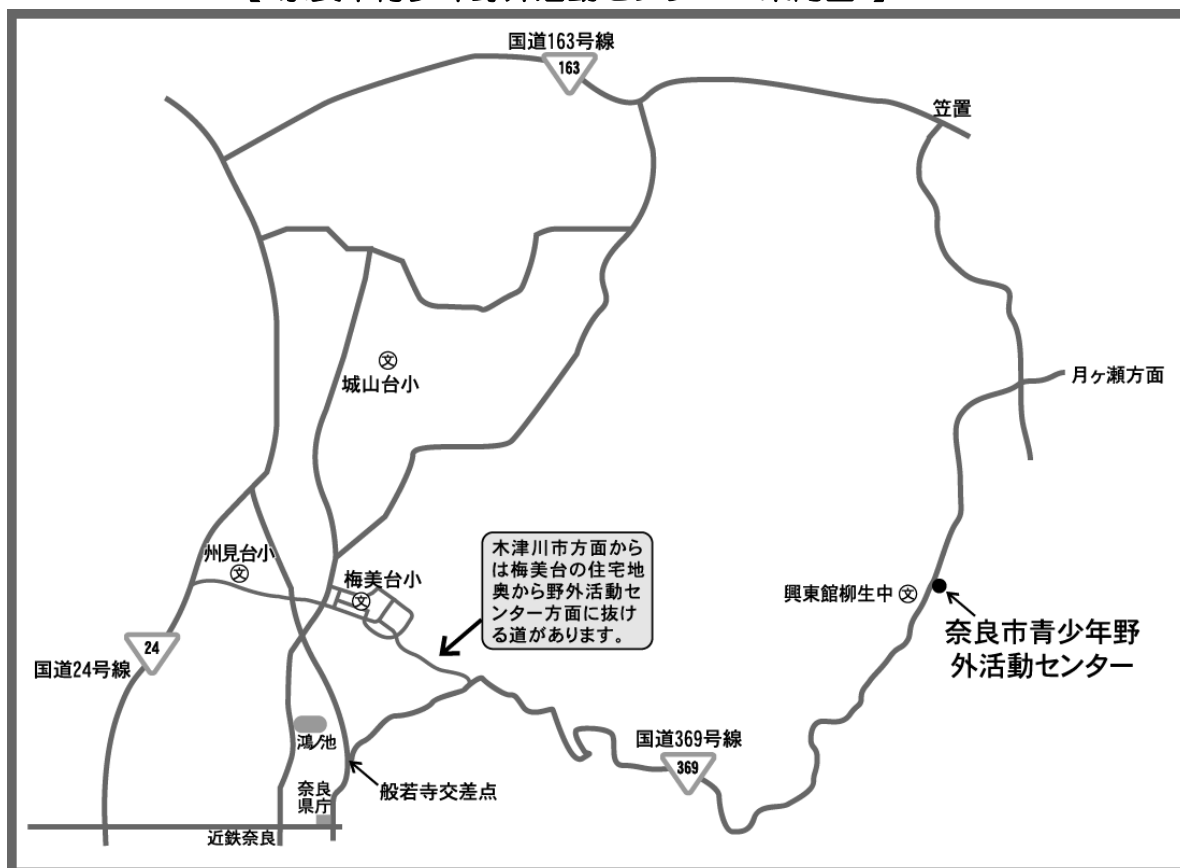 国道163号線
163
笠置
文
城山台小
月ヶ瀬方面
州見台小
文
梅美台小
文
木津川市方面から
は梅美台の住宅地
奥から野外活動セ
ンター方面に抜け
る道があります。
興東館柳生中 文
奈良市青少年野
外活動センター
24
国道24号線
鴻ノ池
国道369号線
369
奈良
県庁
般若寺交差点
近鉄奈良